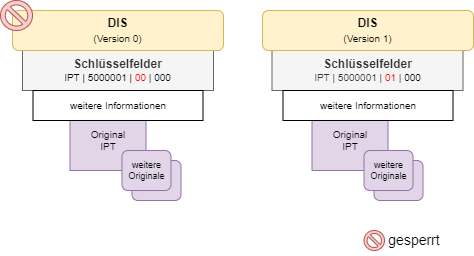 DIS
(Version 0)
Schlüsselfelder
IPT | 5000001 | 00 | 000
weitere Informationen
Original
IPT
weitere
Originale
DIS
(Version 1)
Schlüsselfelder
IPT | 5000001 | 01 | 000
weitere Informationen
Original
IPT
weitere
Originale
gesperrt